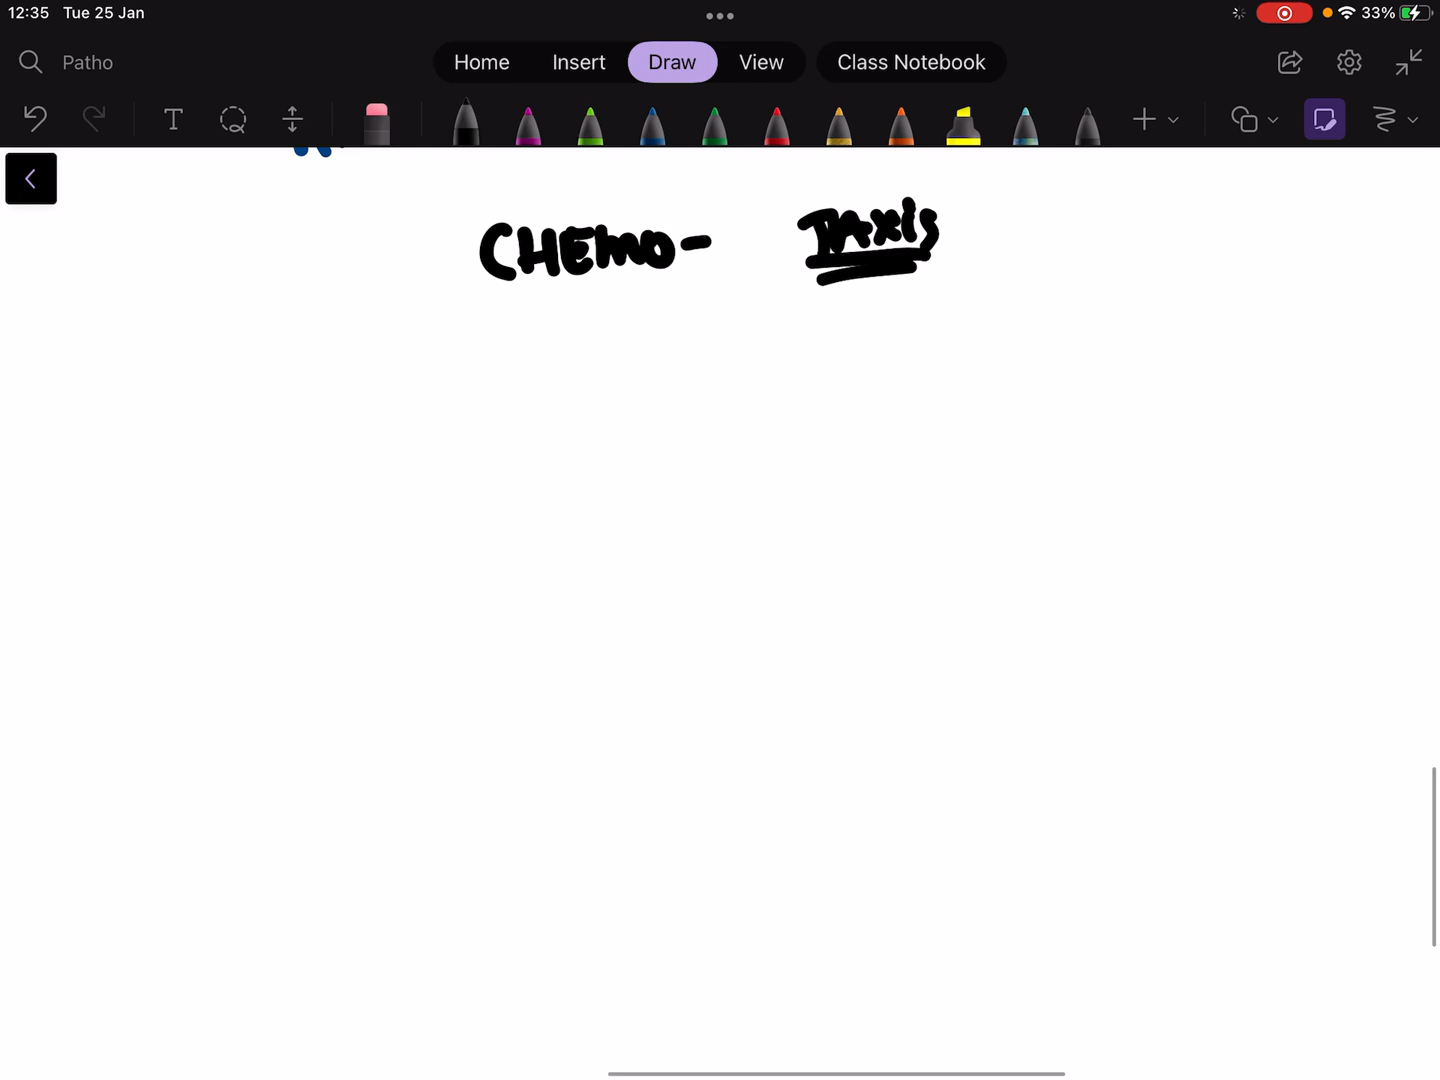 12:35 Tue 25 Jan 33%
Patho Home Insert Draw View Class Notebook
T
CHEMO- TAXIS